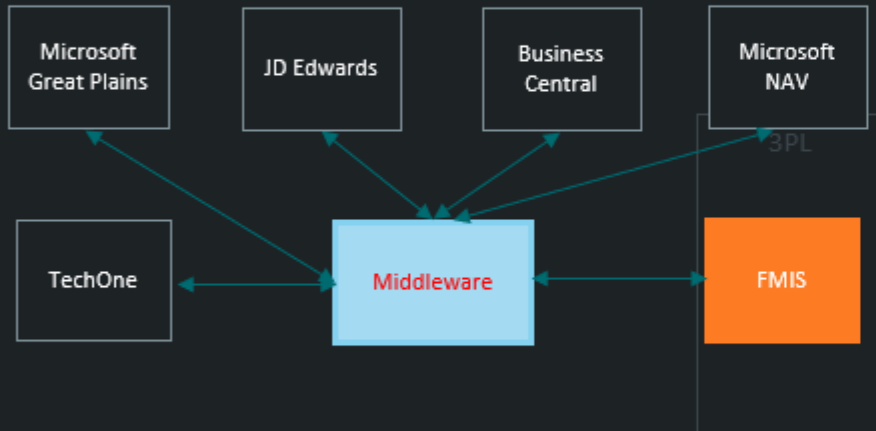 Microsoft
Great Plains
JD Edwards
Business
Central
Microsoft
NAV
3PL
TechOne
Middleware
FMIS